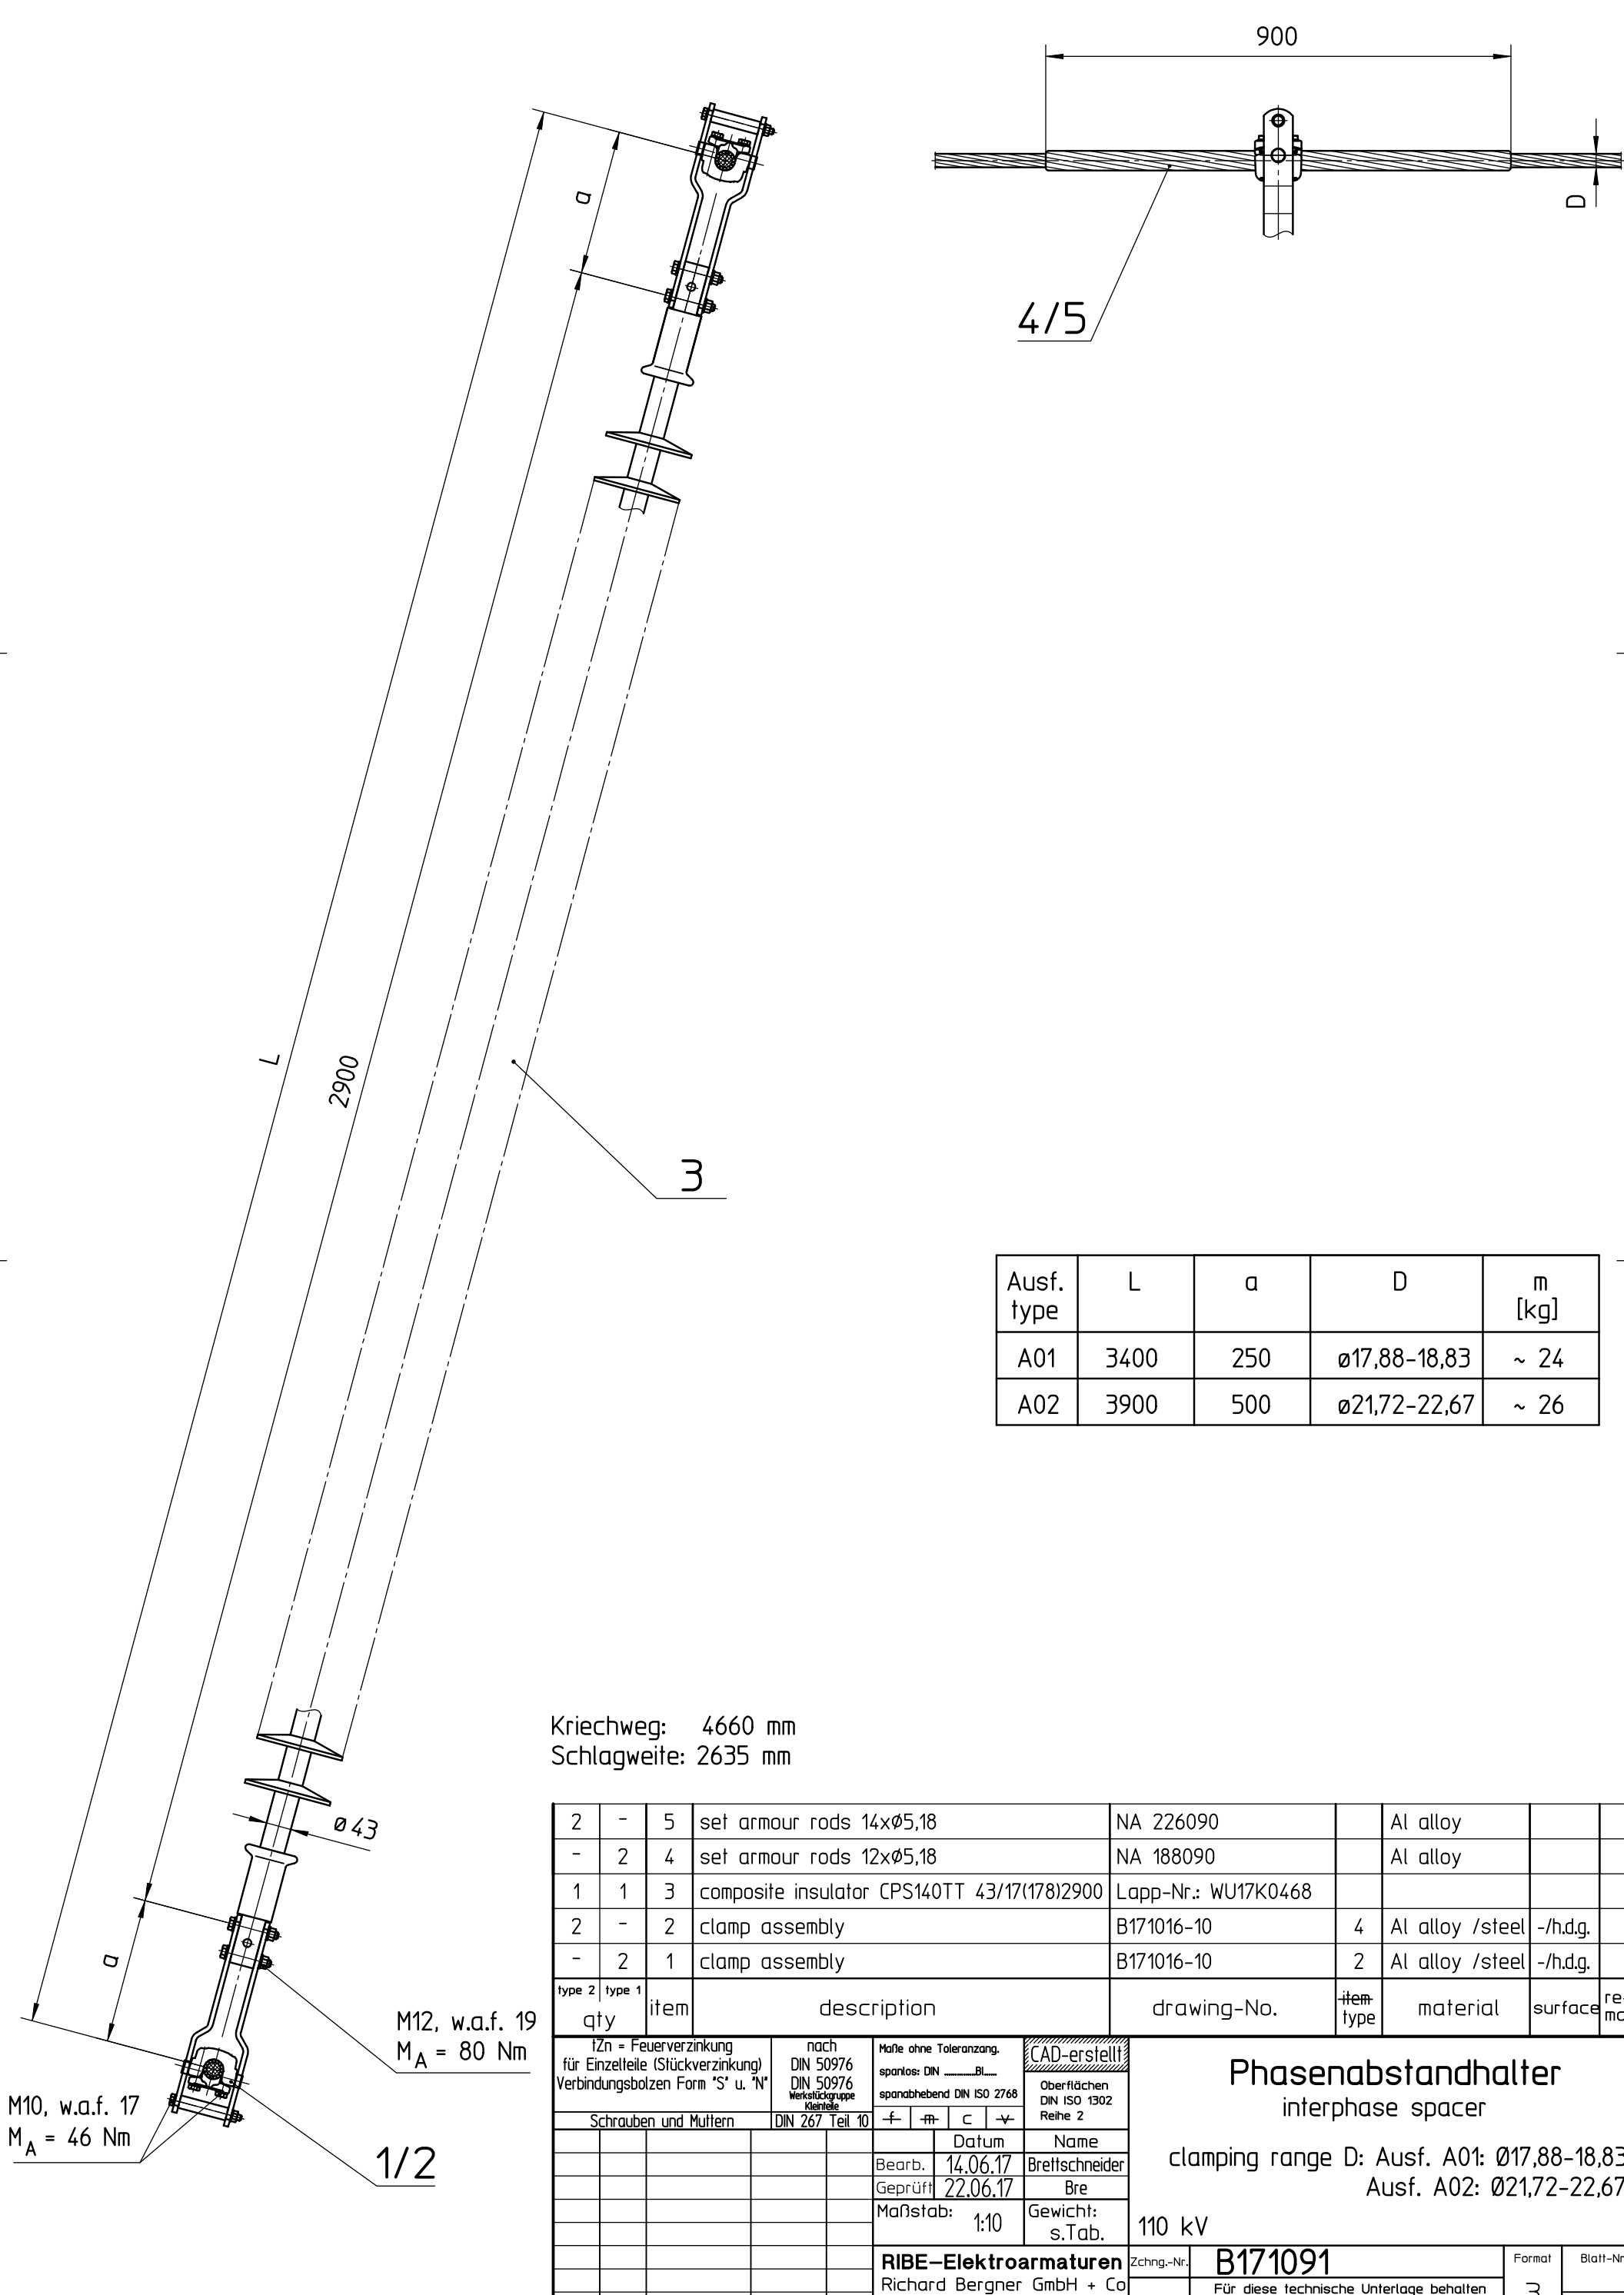 900
a
D
4/5
L
2900
3
Ausf. type L a D m [kg]
A01 3400 250 ø17,88-18,83 ~ 24
A02 3900 500 ø21,72-22,67 ~ 26
Kriechweg: 4660 mm
Schlagweite: 2635 mm
ø43
a
M12, w.a.f. 19
MA = 80 Nm
M10, w.a.f. 17
MA = 46 Nm
1/2
2 - 5 set armour rods 14xø5,18 NA 226090 Al alloy
- 2 4 set armour rods 12xø5,18 NA 188090 Al alloy
1 1 3 composite insulator CPS140TT 43/17(178)2900 Lapp-Nr.: WU17K0468
2 - 2 clamp assembly B171016-10 4 Al alloy /steel -/h.d.g.
- 2 1 clamp assembly B171016-10 2 Al alloy /steel -/h.d.g.
type 2 type 1 qty item description drawing-No. item type material surface
tZn = Feuerverzinkung nach
für Einzelteile (Stückverzinkung) DIN 50976
Verbindungsbolzen Form "S" u. "N" DIN 50976
Werkstückgruppe
Kleinteile
Schrauben und Muttern DIN 267 Teil 10
Maße ohne Toleranzang.
spanlos: DIN ............Bl......
spanabhebend DIN ISO 2768
f m c v
CAD-erstellt
Oberflächen
DIN ISO 1302
Reihe 2
Datum Name
Bearb. 14.06.17 Brettschneider
Geprüft 22.06.17 Bre
Maßstab: 1:10
Gewicht: s.Tab.
RIBE-Elektroarmaturen
Richard Bergner GmbH + Co
Phasenabstandhalter
interphase spacer
clamping range D: Ausf. A01: Ø17,88-18,83
Ausf. A02: Ø21,72-22,67
110 kV
Zchng.-Nr. B171091
Format
3
Blatt-Nr
Für diese technische Unterlage behalten